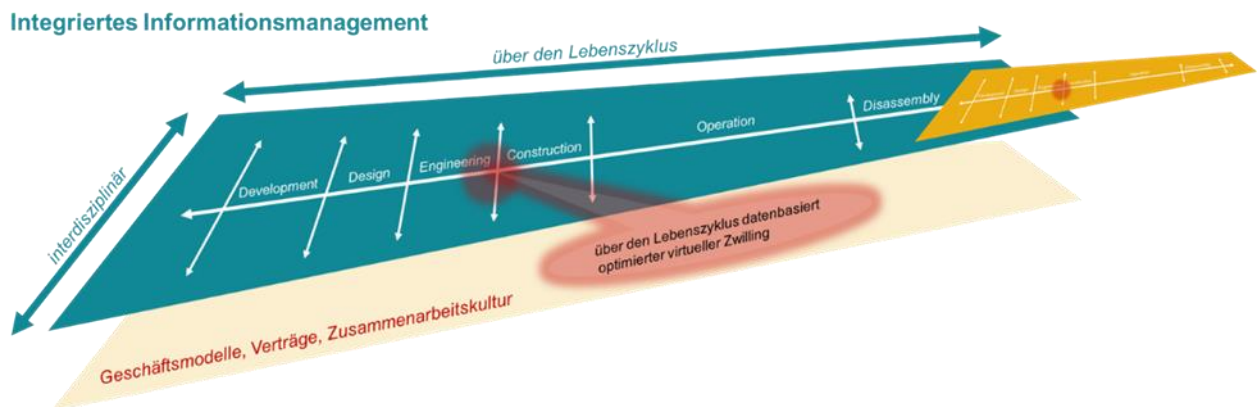 Integriertes Informationsmanagement
über den Lebenszyklus
interdisziplinär
Development
Design
Engineering
Construction
Operation
Disassembly
über den Lebenszyklus datenbasiert
optimierter virtueller Zwilling
Geschäftsmodelle, Verträge, Zusammenarbeitskultur